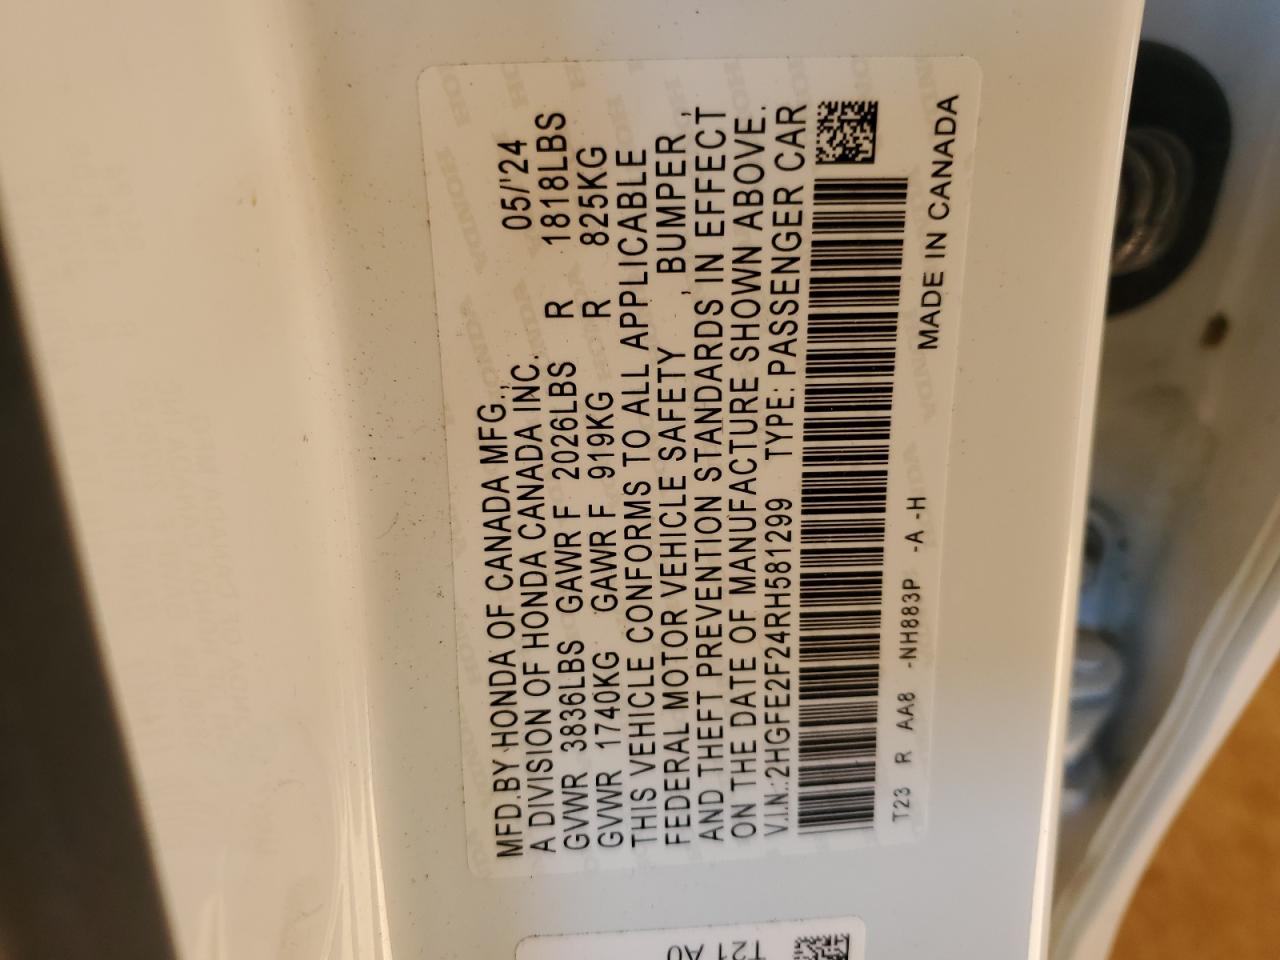 MFD.BY HONDA OF CANADA MFG.,
A DIVISION OF HONDA CANADA INC. 05/'24
GVWR 3836LBS GAWR F 2026LBS R 1818LBS
GVWR 1740KG GAWR F 919KG R 825KG
THIS VEHICLE CONFORMS TO ALL APPLICABLE
FEDERAL MOTOR VEHICLE SAFETY , BUMPER ,
AND THEFT PREVENTION STANDARDS IN EFFECT
ON THE DATE OF MANUFACTURE SHOWN ABOVE.
V.I.N.:2HGFE2F24RH581299 TYPE: PASSENGER CAR
T23 R AA8 -NH883P -A -H
MADE IN CANADA
T21 A0